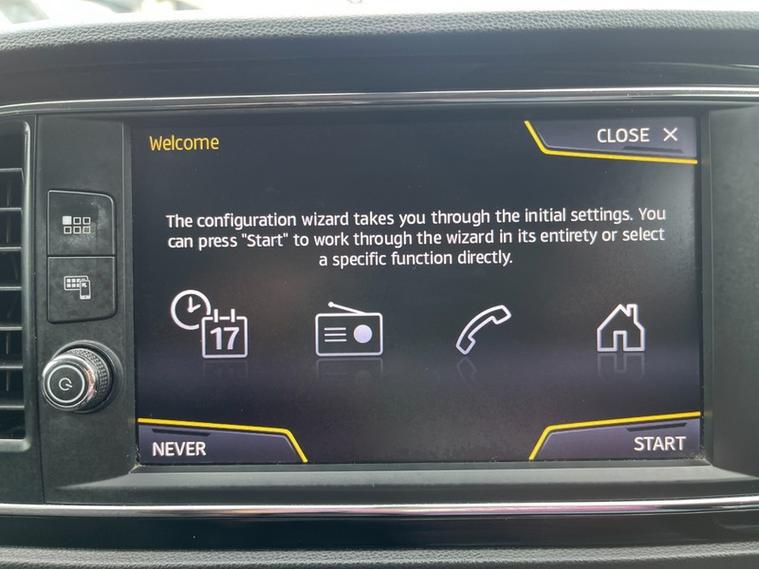 Welcome
CLOSE ×
The configuration wizard takes you through the initial settings. You
can press "Start" to work through the wizard in its entirety or select
a specific function directly.
17
NEVER
START